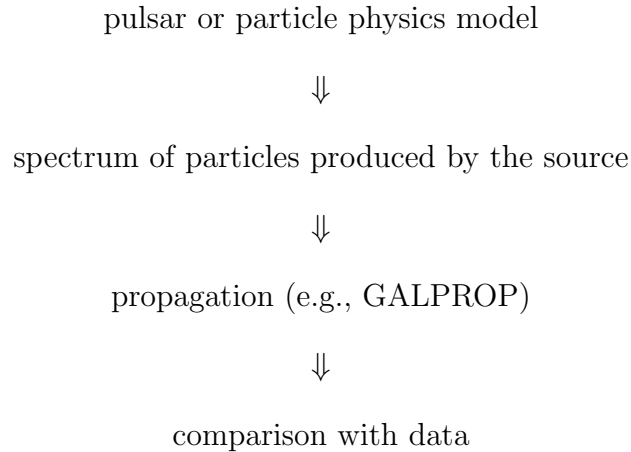 pulsar or particle physics model
⇓
spectrum of particles produced by the source
⇓
propagation (e.g., GALPROP)
⇓
comparison with data